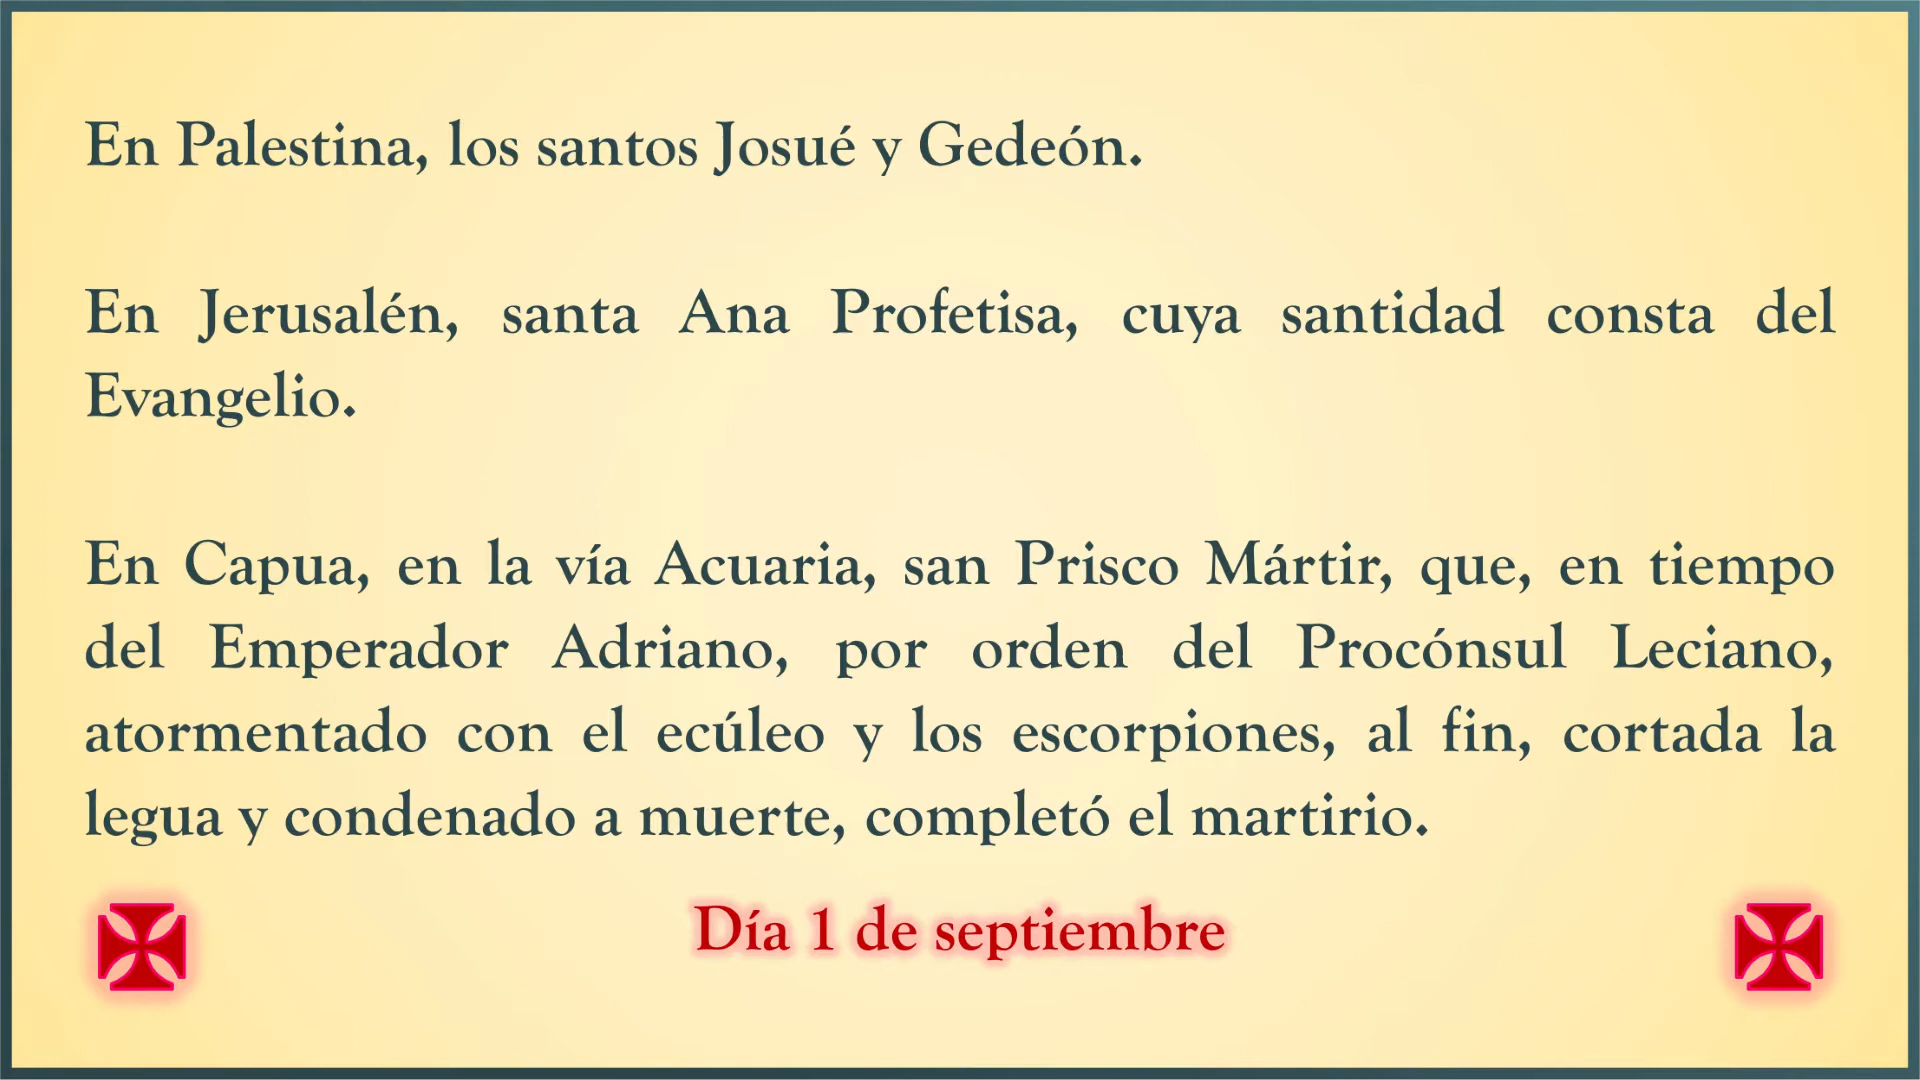 En Palestina, los santos Josué y Gedeón.
En Jerusalén, santa Ana Profetisa, cuya santidad consta del
Evangelio.
En Capua, en la vía Acuaria, san Prisco Mártir, que, en tiempo
del Emperador Adriano, por orden del Procónsul Leciano,
atormentado con el ecúleo y los escorpiones, al fin, cortada la
legua y condenado a muerte, completó el martirio.
Día 1 de septiembre